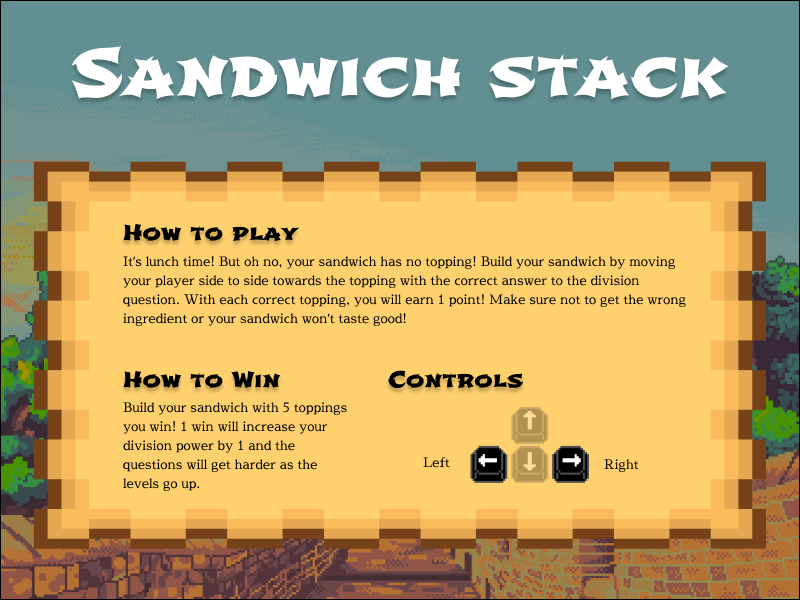 Sandwich stack
How to play
It's lunch time! But oh no, your sandwich has no topping! Build your sandwich by moving
your player side to side towards the topping with the correct answer to the division
question. With each correct topping, you will earn 1 point! Make sure not to get the wrong
ingredient or your sandwich won't taste good!
How to Win
Build your sandwich with 5 toppings
you win! 1 win will increase your
division power by 1 and the
questions will get harder as the
levels go up.
Controls
Left
Right